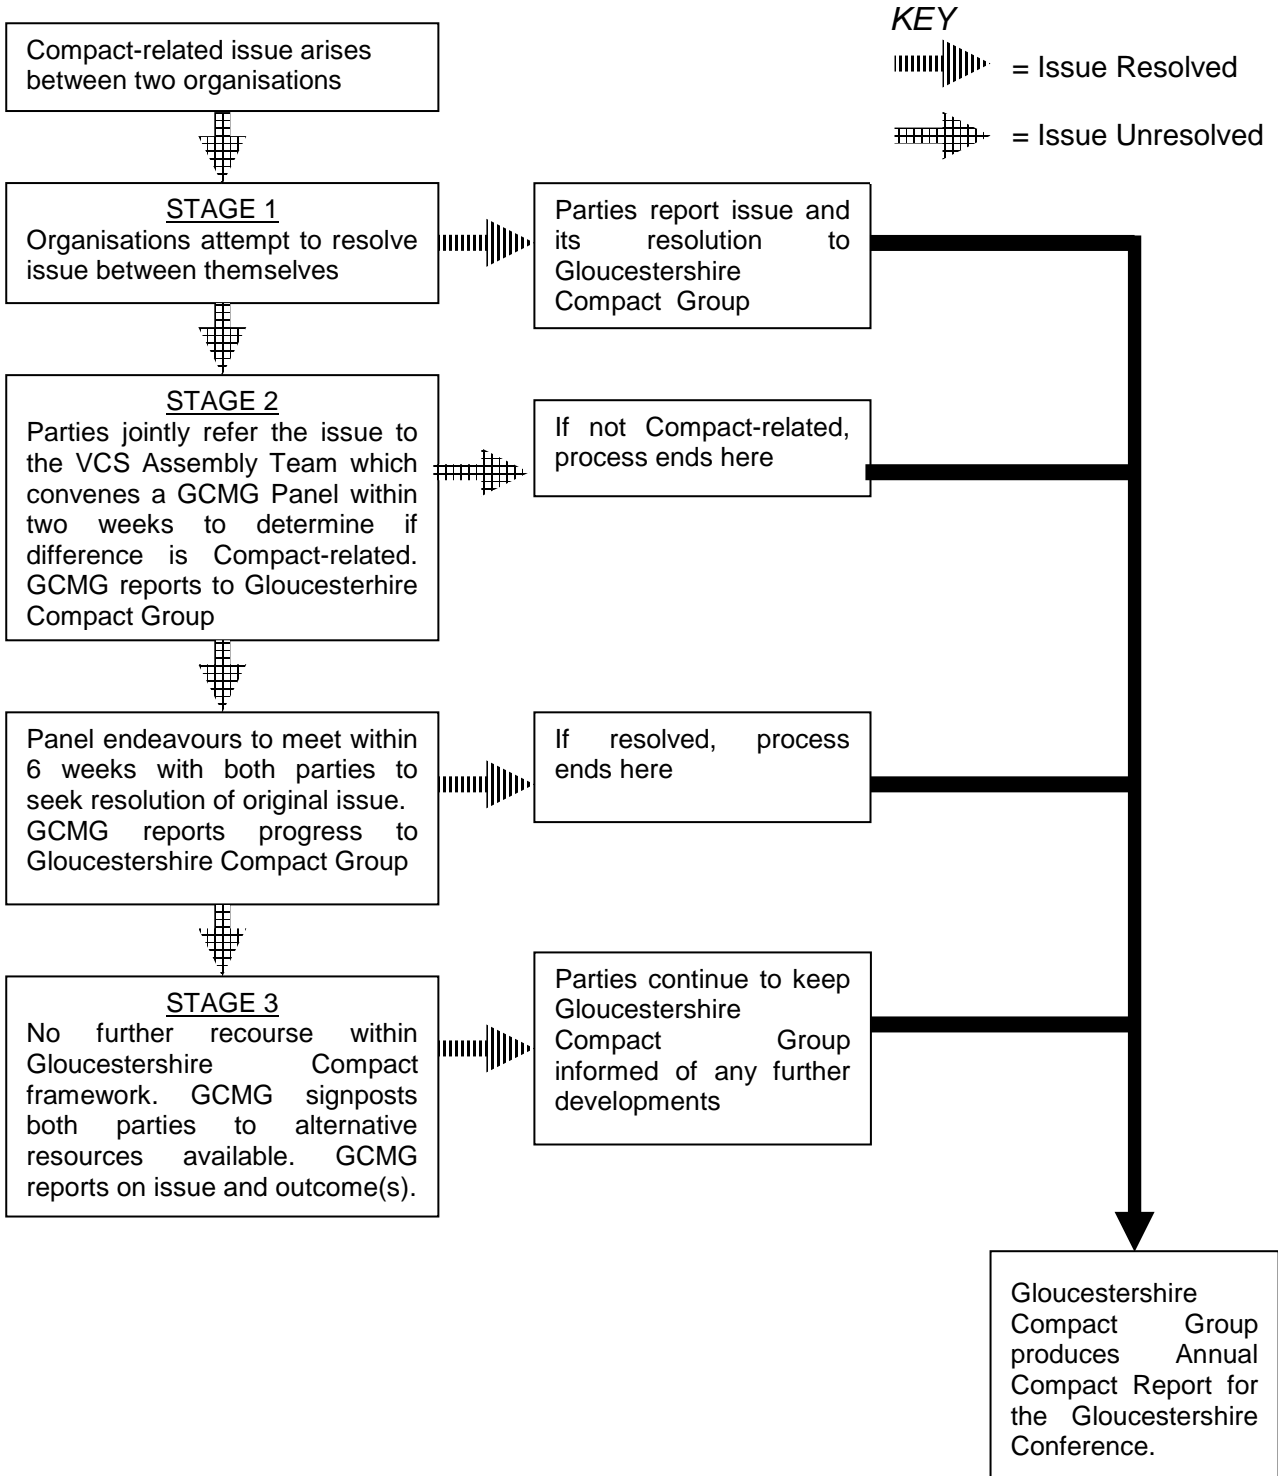 KEY
= Issue Resolved
= Issue Unresolved
Compact-related issue arises
between two organisations
STAGE 1
Organisations attempt to resolve
issue between themselves
Parties report issue and
its resolution to
Gloucestershire
Compact Group
STAGE 2
Parties jointly refer the issue to
the VCS Assembly Team which
convenes a GCMG Panel within
two weeks to determine if
difference is Compact-related.
GCMG reports to Gloucesterhire
Compact Group
If not Compact-related,
process ends here
Panel endeavours to meet within
6 weeks with both parties to
seek resolution of original issue.
GCMG reports progress to
Gloucestershire Compact Group
If resolved, process
ends here
STAGE 3
No further recourse within
Gloucestershire Compact
framework. GCMG signposts
both parties to alternative
resources available. GCMG
reports on issue and outcome(s).
Parties continue to keep
Gloucestershire
Compact Group
informed of any further
developments
Gloucestershire
Compact Group
produces Annual
Compact Report for
the Gloucestershire
Conference.